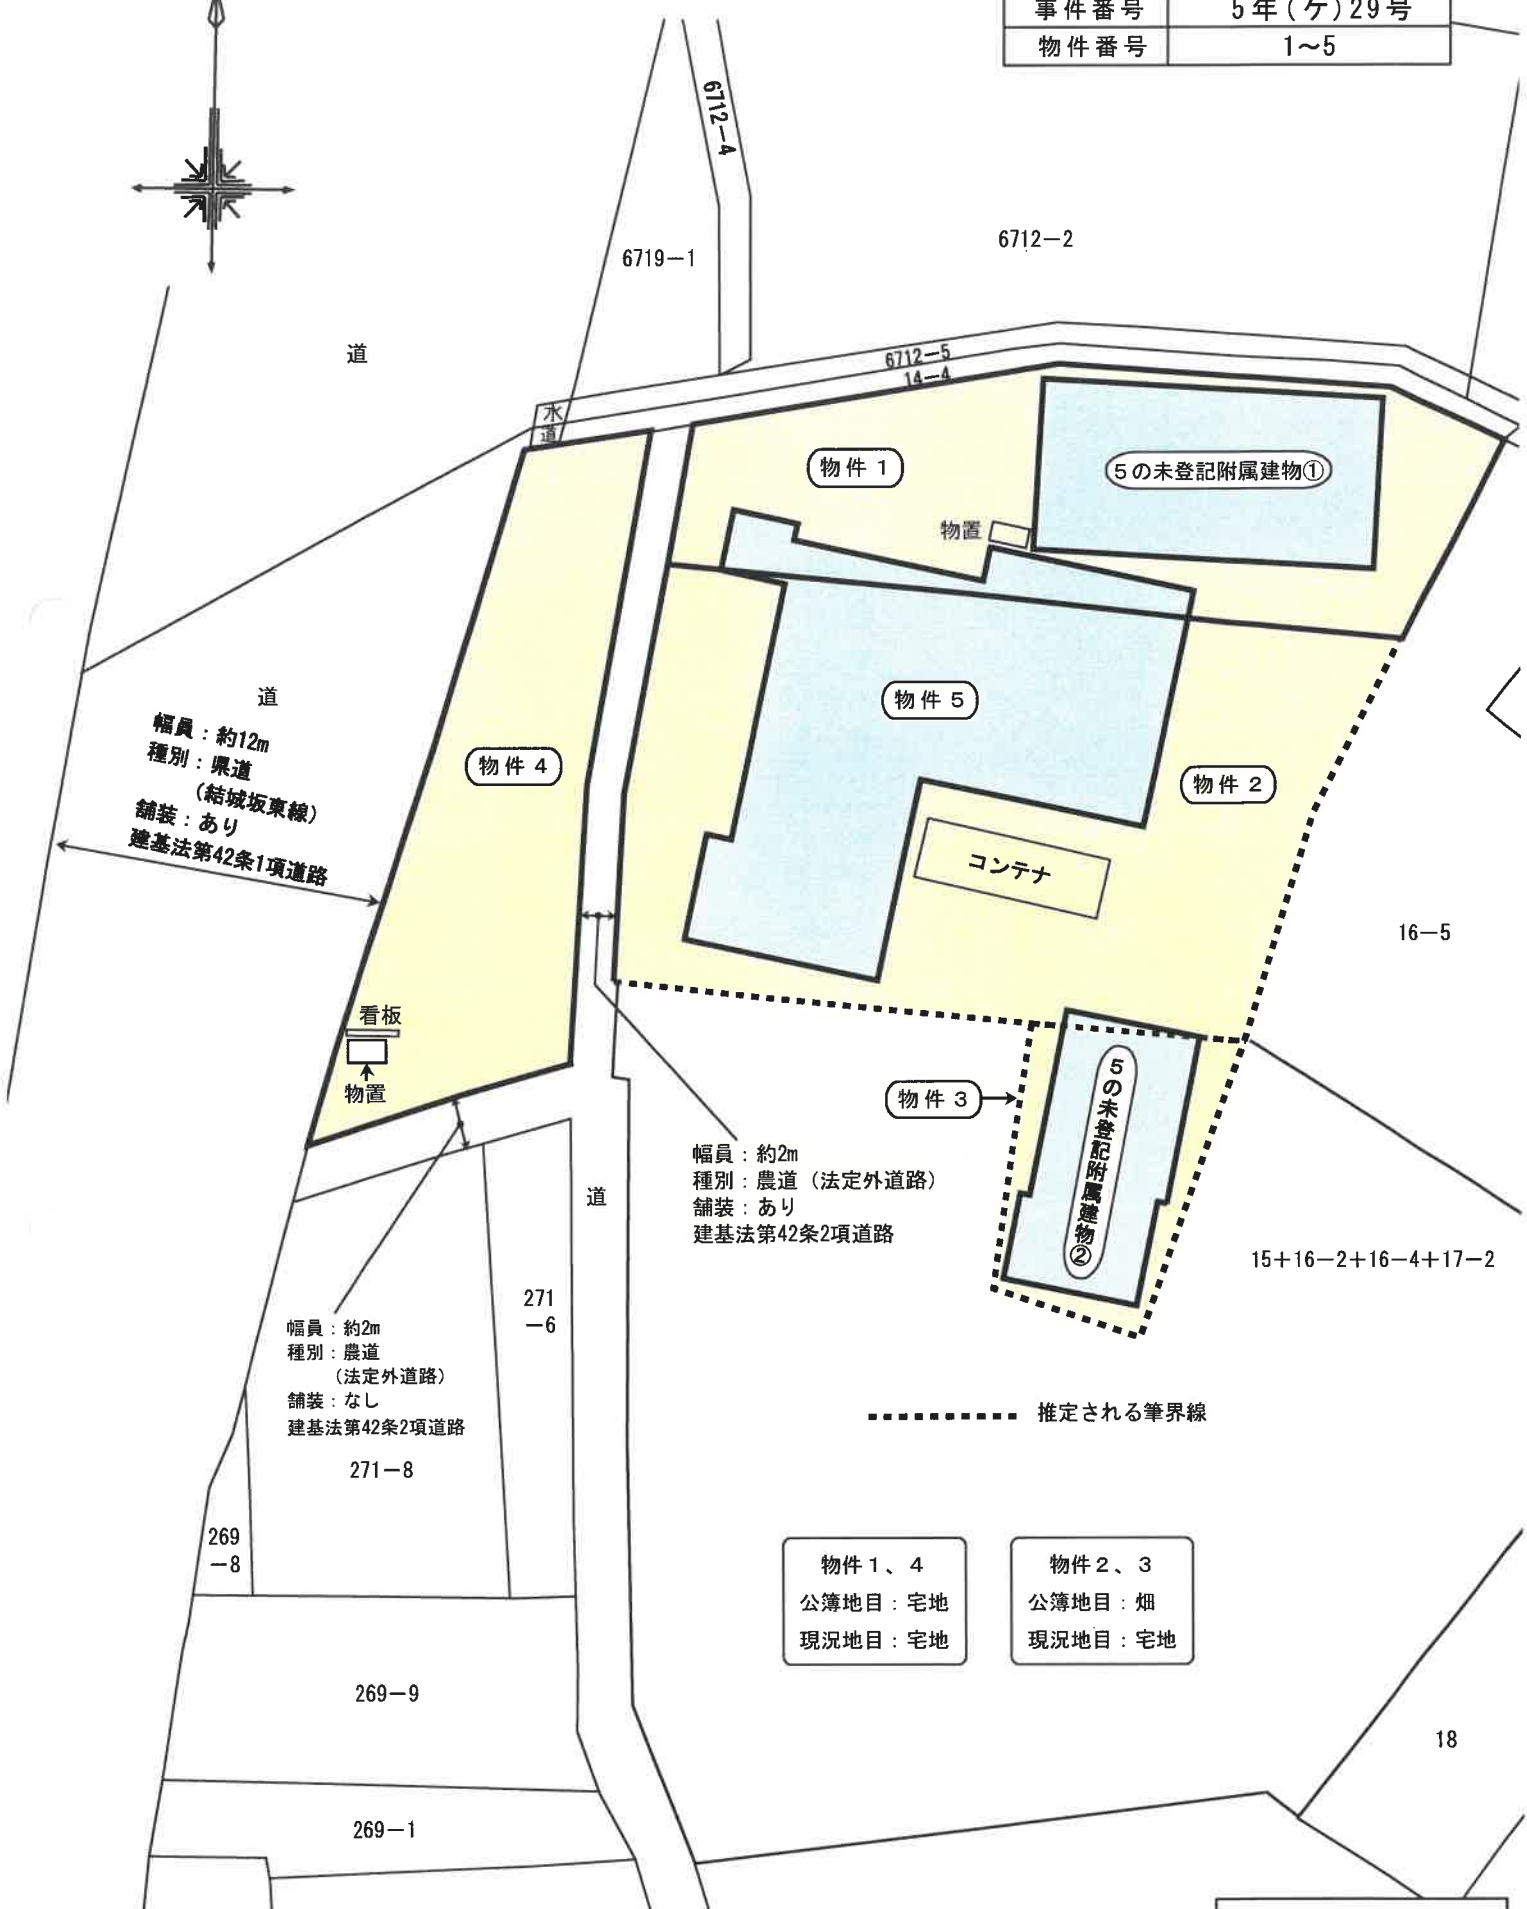 事件番号 5年(ケ)29号
物件番号 1～5
6712－4
6719－1
6712－2
道
6712－5
14－4
水
道
物件 1
5の未登記附属建物①
物置
道
幅員：約12m
種別：県道
（結城坂東線）
舗装：あり
建基法第42条1項道路
物件 4
物件 5
物件 2
コンテナ
16－5
看板
物置
物件 3
5の未登記附属建物②
幅員：約2m
種別：農道（法定外道路）
舗装：あり
建基法第42条2項道路
道
15+16－2+16－4+17－2
271
－6
幅員：約2m
種別：農道
（法定外道路）
舗装：なし
建基法第42条2項道路
推定される筆界線
271－8
269
－8
物件１、４
公簿地目：宅地
現況地目：宅地
物件２、３
公簿地目：畑
現況地目：宅地
269－9
18
269－1